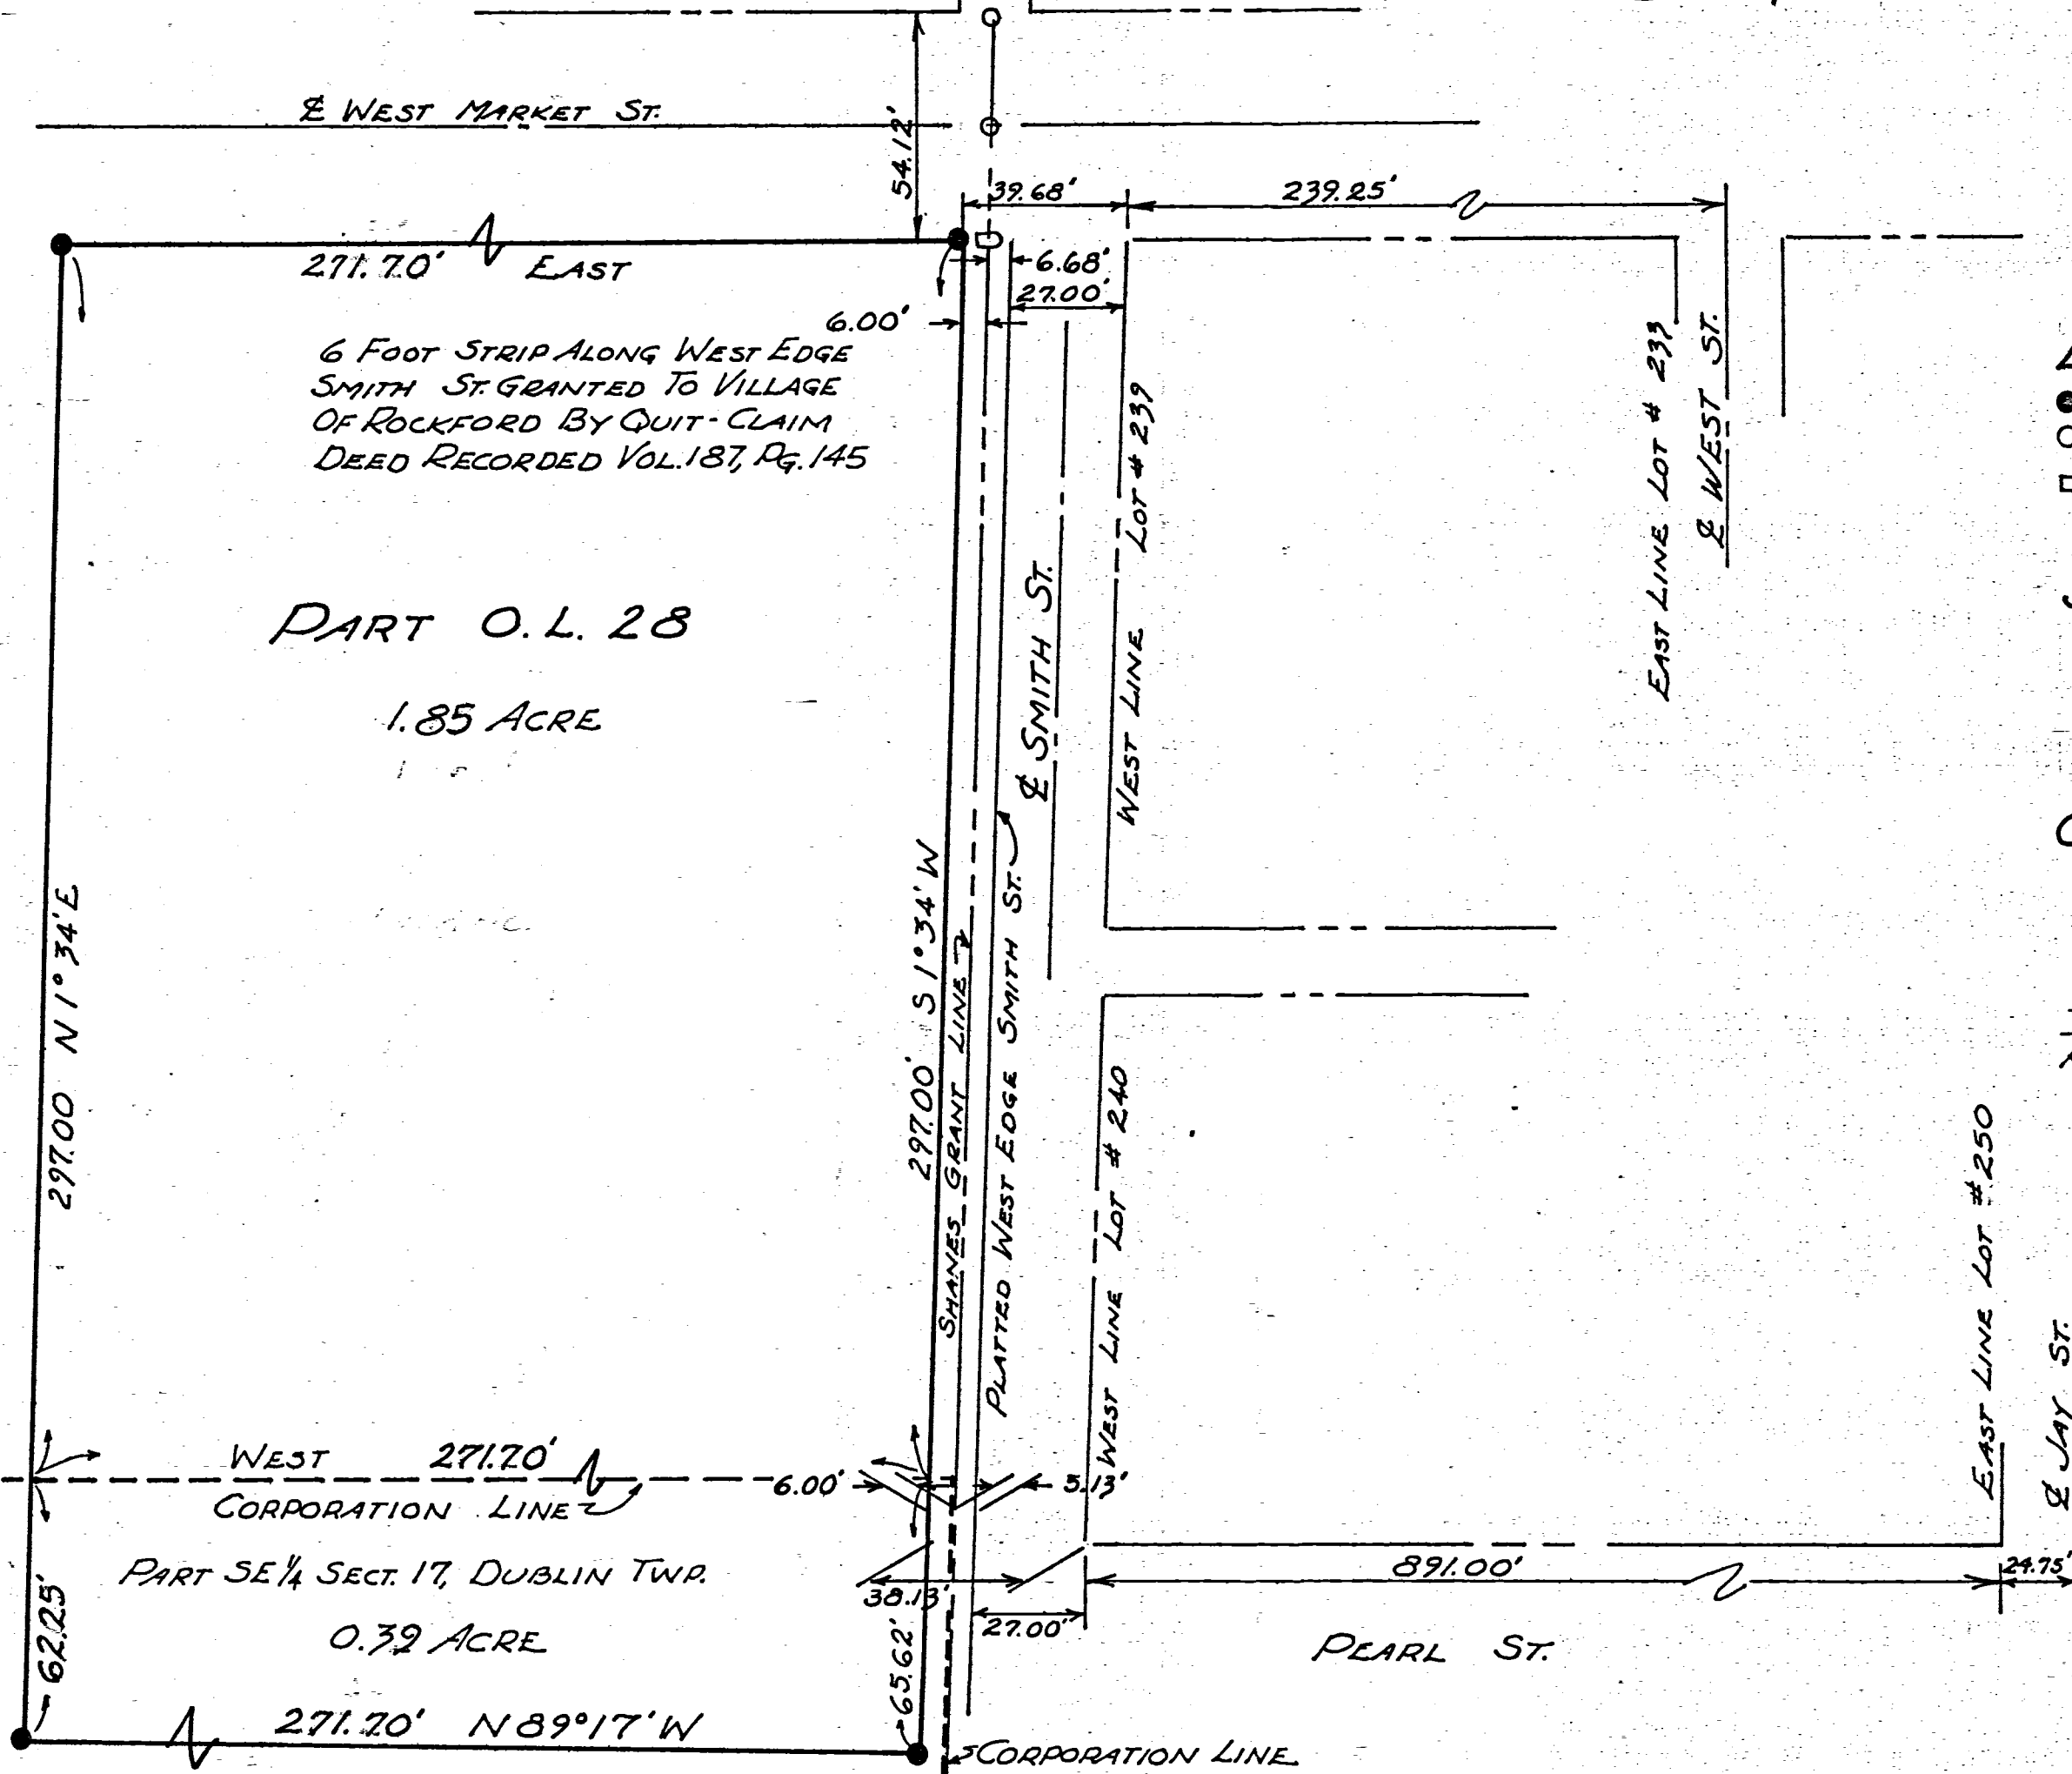 ℄ WEST MARKET ST.
54.12'
39.68'
239.25'
271.70' EAST
6.68'
27.00'
6.00'
6 FOOT STRIP ALONG WEST EDGE
SMITH ST. GRANTED TO VILLAGE
OF ROCKFORD BY QUIT-CLAIM
DEED RECORDED VOL.187, PG.145
PART O.L. 28
1.85 ACRE
℄ SMITH ST.
WEST LINE LOT # 239
EAST LINE LOT # 233
℄ WEST ST.
297.00 N 1° 34' E
297.00' S 1° 34' W
SHANES GRANT LINE
PLATTED WEST EDGE SMITH ST.
WEST LINE LOT # 240
EAST LINE LOT # 250
℄ JAY ST.
WEST 271.70'
6.00'
5.13'
CORPORATION LINE
PART SE 1/4 SECT. 17, DUBLIN TWP.
0.39 ACRE
62.25'
65.62'
38.13'
27.00'
891.00'
24.75'
PEARL ST.
271.70' N 89° 17' W
CORPORATION LINE